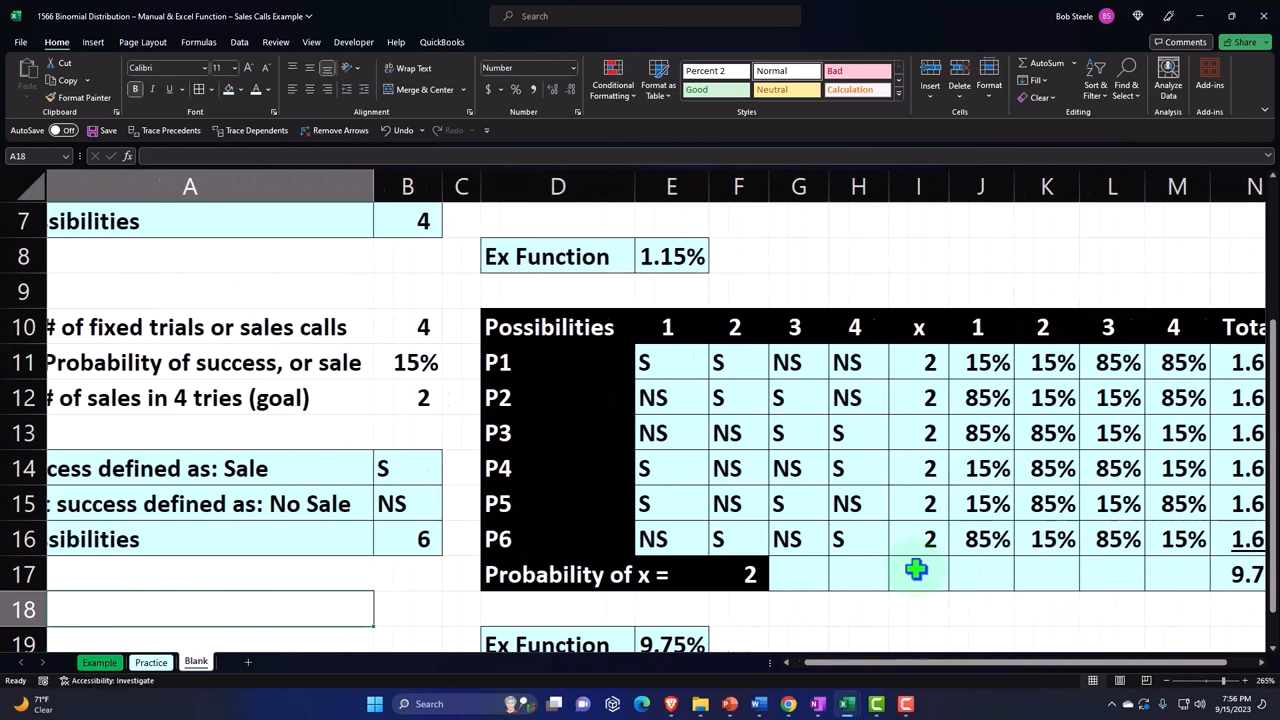 1566 Binomial Distribution – Manual & Excel Function – Sales Calls Example
Search
Bob Steele
BS
File Home Insert Page Layout Formulas Data Review View Developer Help QuickBooks
Comments
Share
Cut
Copy
Format Painter
Paste
Clipboard
Calibri 11
B I U
Font
Wrap Text
Merge & Center
Alignment
Number
$ % ,
Number
Conditional Formatting
Format as Table
Percent 2 Normal Bad
Good Neutral Calculation
Styles
Insert Delete Format
Cells
AutoSum
Fill
Clear
Sort & Filter
Find & Select
Editing
Analyze Data
Analysis
Add-ins
Add-ins
AutoSave Off Save Trace Precedents Trace Dependents Remove Arrows Undo
A18 fx
A B C D E F G H I J K L M N
7 sibilities 4
8 Ex Function 1.15%
9
10 # of fixed trials or sales calls 4 Possibilities 1 2 3 4 x 1 2 3 4 Tota
11 Probability of success, or sale 15% P1 S S NS NS 2 15% 15% 85% 85% 1.6
12 # of sales in 4 tries (goal) 2 P2 NS S S NS 2 85% 15% 15% 85% 1.6
13 P3 NS NS S S 2 85% 85% 15% 15% 1.6
14 cess defined as: Sale S P4 S NS NS S 2 15% 85% 85% 15% 1.6
15 : success defined as: No Sale NS P5 S NS S NS 2 15% 85% 15% 85% 1.6
16 sibilities 6 P6 NS S NS S 2 85% 15% 85% 15% 1.6
17 Probability of x = 2 9.7
18
19 Ex Function 9.75%
Example Practice Blank
Ready Accessibility: Investigate 265%
71°F
Clear
Search
7:56 PM
9/15/2023